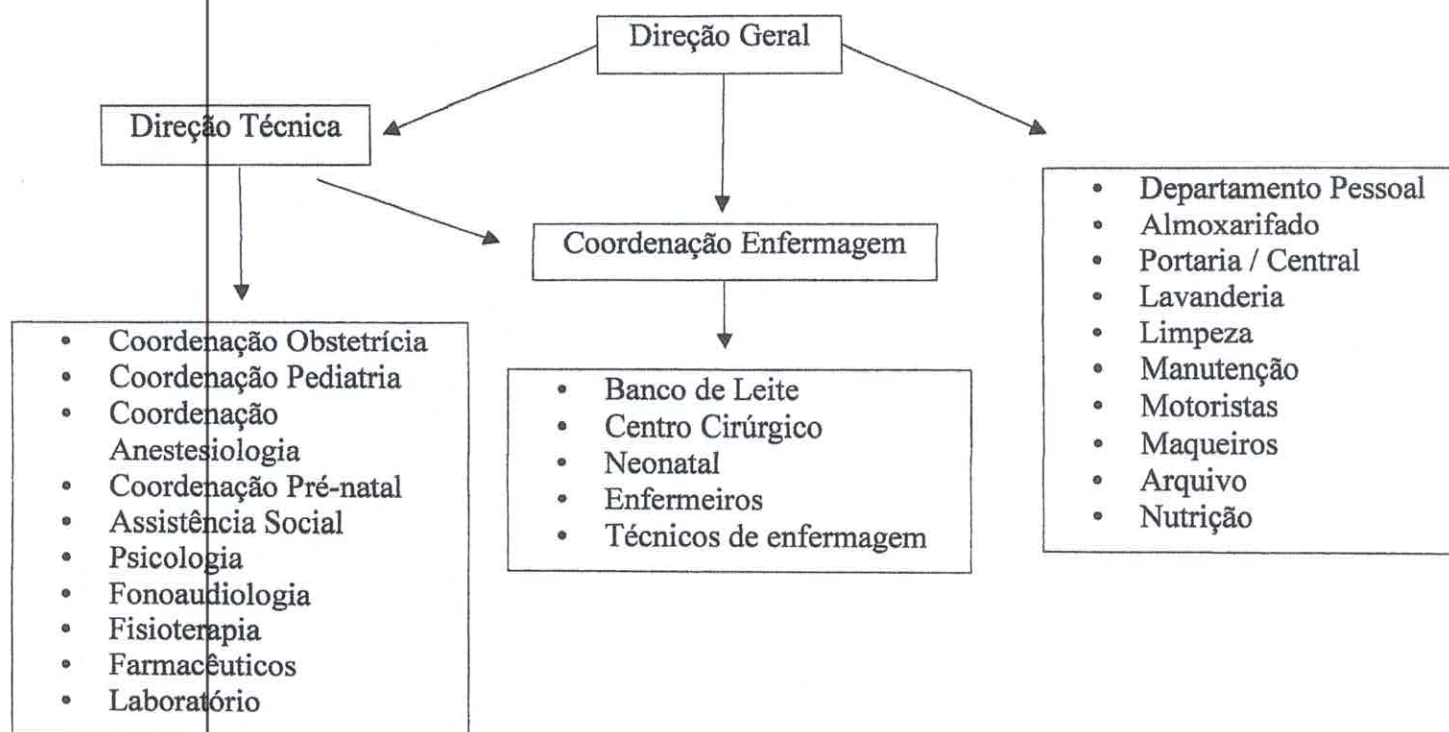 Direção Geral
Direção Técnica
Coordenação Enfermagem
• Coordenação Obstetrícia
• Coordenação Pediatria
• Coordenação
Anestesiologia
• Coordenação Pré-natal
• Assistência Social
• Psicologia
• Fonoaudiologia
• Fisioterapia
• Farmacêuticos
• Laboratório
• Banco de Leite
• Centro Cirúrgico
• Neonatal
• Enfermeiros
• Técnicos de enfermagem
• Departamento Pessoal
• Almoxarifado
• Portaria / Central
• Lavanderia
• Limpeza
• Manutenção
• Motoristas
• Maqueiros
• Arquivo
• Nutrição